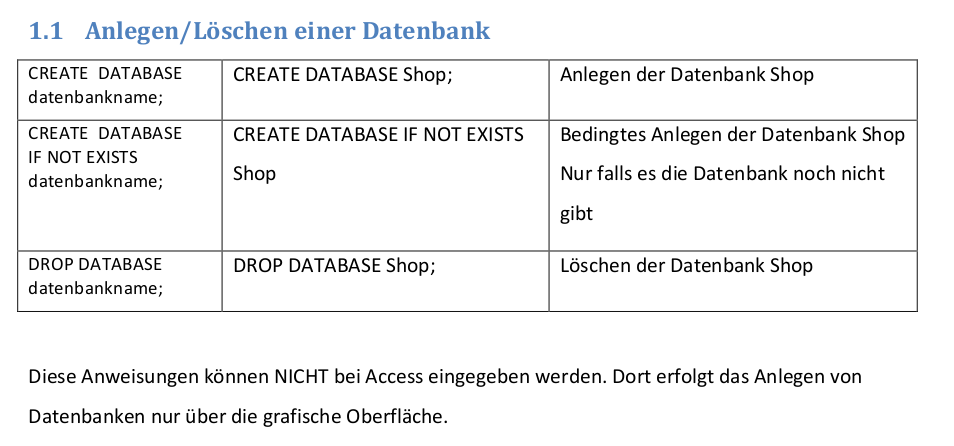 1.1 Anlegen/Löschen einer Datenbank
CREATE DATABASE
datenbankname;
CREATE DATABASE Shop;
Anlegen der Datenbank Shop
CREATE DATABASE
IF NOT EXISTS
datenbankname;
CREATE DATABASE IF NOT EXISTS
Shop
Bedingtes Anlegen der Datenbank Shop
Nur falls es die Datenbank noch nicht
gibt
DROP DATABASE
datenbankname;
DROP DATABASE Shop;
Löschen der Datenbank Shop
Diese Anweisungen können NICHT bei Access eingegeben werden. Dort erfolgt das Anlegen von
Datenbanken nur über die grafische Oberfläche.